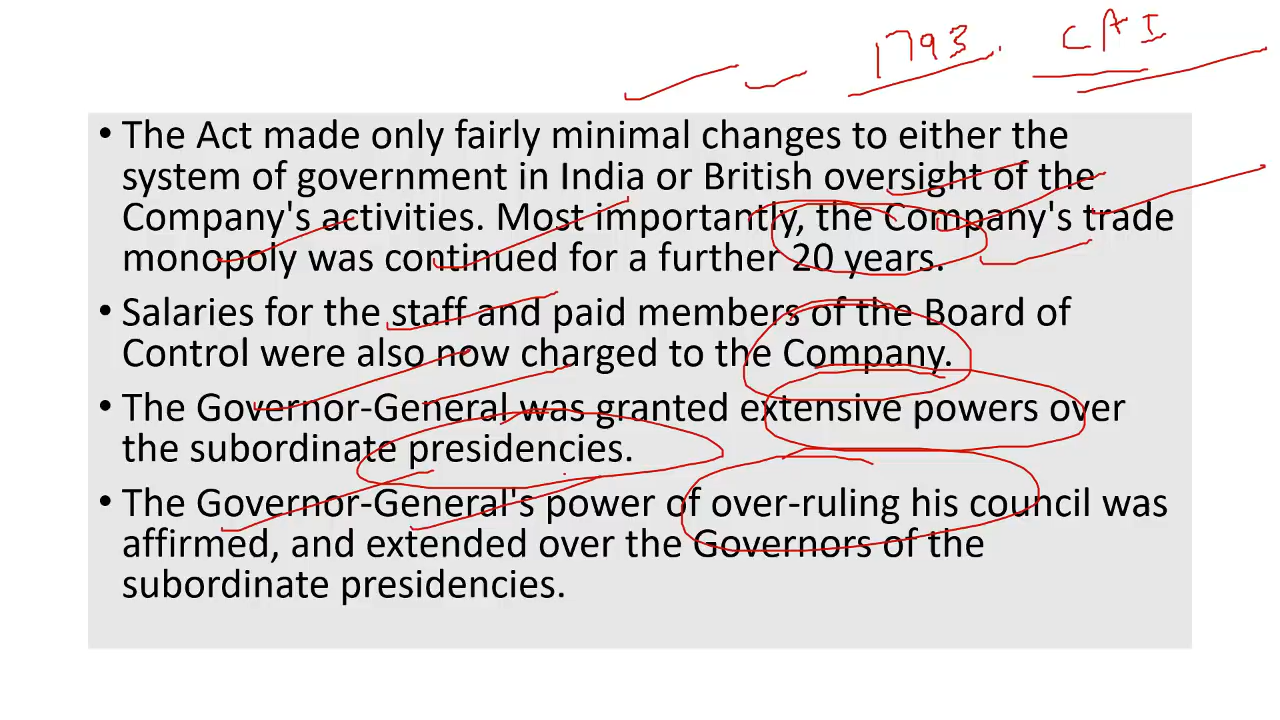 1793. CAI
• The Act made only fairly minimal changes to either the
system of government in India or British oversight of the
Company's activities. Most importantly, the Company's trade
monopoly was continued for a further 20 years.
• Salaries for the staff and paid members of the Board of
Control were also now charged to the Company.
• The Governor-General was granted extensive powers over
the subordinate presidencies.
• The Governor-General's power of over-ruling his council was
affirmed, and extended over the Governors of the
subordinate presidencies.